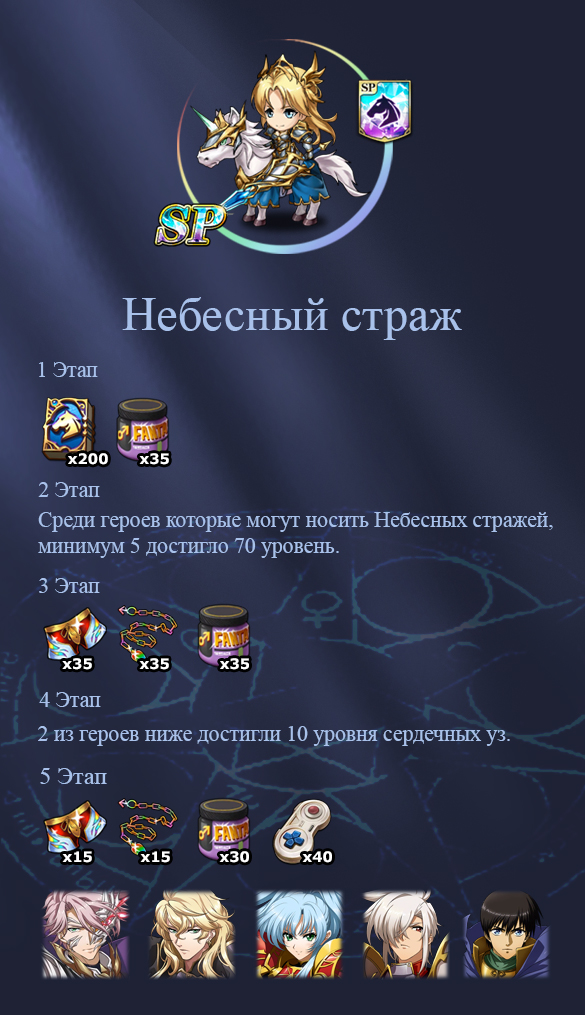 SP
SP
Небесный страж
1 Этап
x200
x35
2 Этап
Среди героев которые могут носить Небесных стражей,
минимум 5 достигло 70 уровень.
3 Этап
x35
x35
x35
4 Этап
2 из героев ниже достигли 10 уровня сердечных уз.
5 Этап
x15
x15
x30
x40